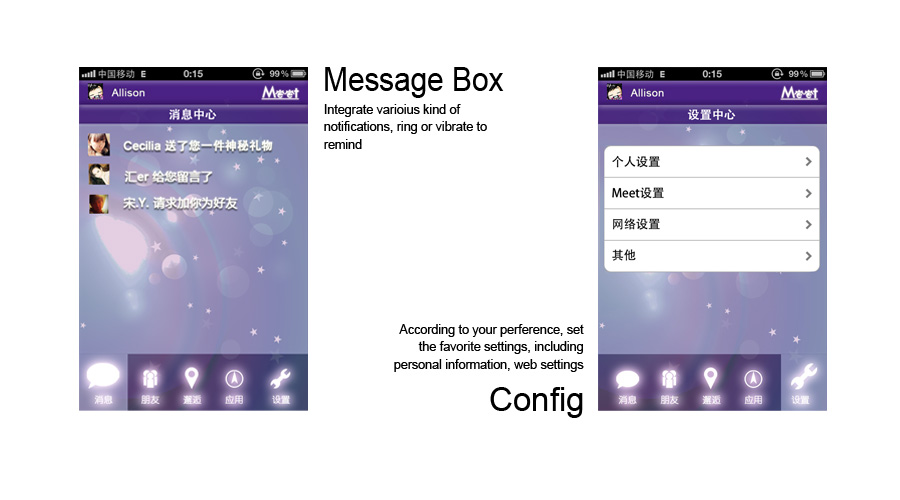 中国移动 E 0:15 99%
Allison Meet
消息中心
Cecilia 送了您一件神秘礼物
汇er 给您留言了
宋.Y. 请求加你为好友
消息 朋友 邂逅 应用 设置
Message Box
Integrate varioius kind of
notifications, ring or vibrate to
remind
According to your perference, set
the favorite settings, including
personal information, web settings
Config
中国移动 E 0:15 99%
Allison Meet
设置中心
个人设置
Meet设置
网络设置
其他
消息 朋友 邂逅 应用 设置